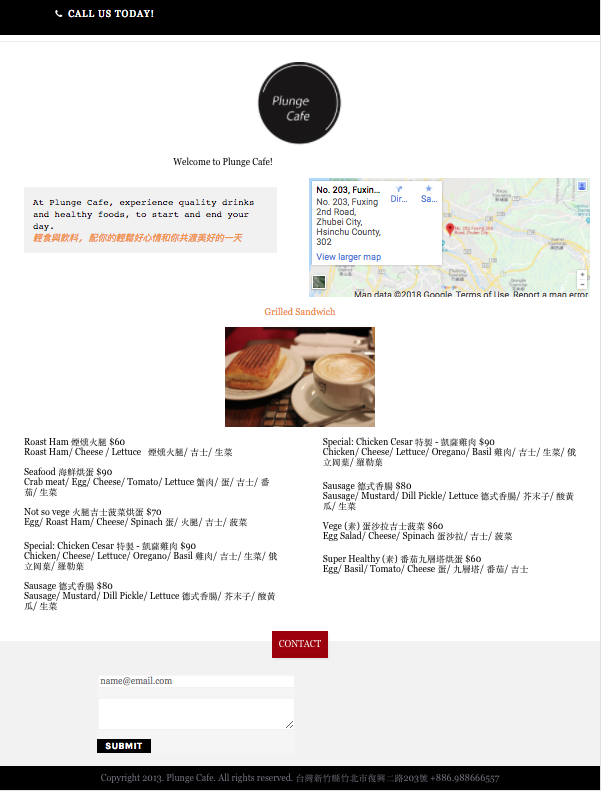 CALL US TODAY!
Plunge
Cafe
Welcome to Plunge Cafe!
At Plunge Cafe, experience quality drinks
and healthy foods, to start and end your
day.
輕食與飲料, 配你的輕鬆好心情和你共渡美好的一天
No. 203, Fuxin...
No. 203, Fuxing
2nd Road,
Zhubei City,
Hsinchu County,
302
Dir...
Sa...
View larger map
No. 203, Fuxing 2nd
Road, Zhubei City
Map data ©2018 Google Terms of Use Report a map error
Grilled Sandwich
Roast Ham 煙燻火腿 $60
Roast Ham/ Cheese / Lettuce 煙燻火腿/ 吉士/ 生菜
Seafood 海鮮烘蛋 $90
Crab meat/ Egg/ Cheese/ Tomato/ Lettuce 蟹肉/ 蛋/ 吉士/ 番
茄/ 生菜
Not so vege 火腿吉士菠菜烘蛋 $70
Egg/ Roast Ham/ Cheese/ Spinach 蛋/ 火腿/ 吉士/ 菠菜
Special: Chicken Cesar 特製 - 凱薩雞肉 $90
Chicken/ Cheese/ Lettuce/ Oregano/ Basil 雞肉/ 吉士/ 生菜/ 俄
立岡葉/ 羅勒葉
Sausage 德式香腸 $80
Sausage/ Mustard/ Dill Pickle/ Lettuce 德式香腸/ 芥末子/ 酸黃
瓜/ 生菜
Special: Chicken Cesar 特製 - 凱薩雞肉 $90
Chicken/ Cheese/ Lettuce/ Oregano/ Basil 雞肉/ 吉士/ 生菜/ 俄
立岡葉/ 羅勒葉
Sausage 德式香腸 $80
Sausage/ Mustard/ Dill Pickle/ Lettuce 德式香腸/ 芥末子/ 酸黃
瓜/ 生菜
Vege (素) 蛋沙拉吉士菠菜 $60
Egg Salad/ Cheese/ Spinach 蛋沙拉/ 吉士/ 菠菜
Super Healthy (素) 番茄九層塔烘蛋 $60
Egg/ Basil/ Tomato/ Cheese 蛋/ 九層塔/ 番茄/ 吉士
CONTACT
name@email.com
SUBMIT
Copyright 2013. Plunge Cafe. All rights reserved. 台灣新竹縣竹北市復興二路203號 +886.988666557